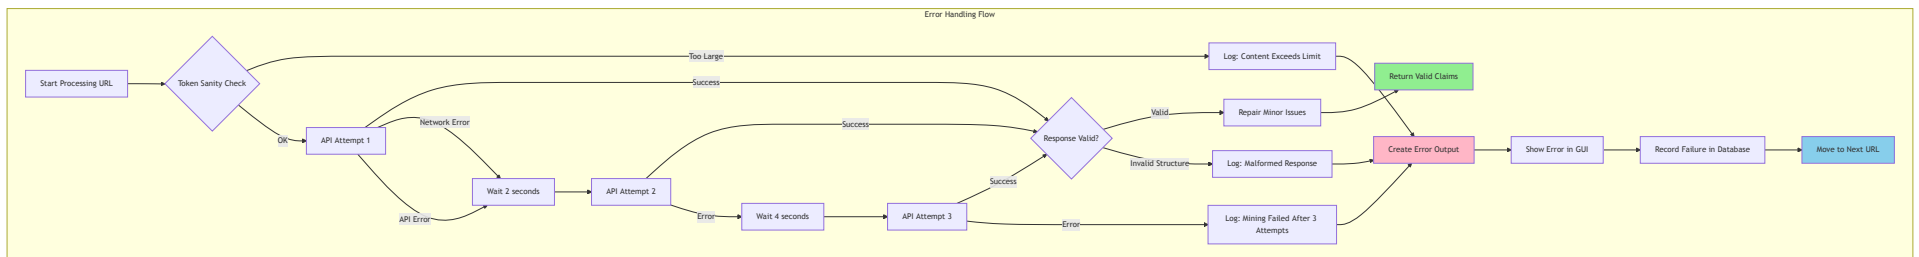 Error Handling Flow
Start Processing URL
Token Sanity Check
Too Large
OK
API Attempt 1
Success
Network Error
API Error
Wait 2 seconds
API Attempt 2
Success
Error
Wait 4 seconds
API Attempt 3
Success
Error
Response Valid?
Valid
Invalid Structure
Log: Content Exceeds Limit
Repair Minor Issues
Log: Malformed Response
Log: Mining Failed After 3
Attempts
Return Valid Claims
Create Error Output
Show Error in GUI
Record Failure in Database
Move to Next URL